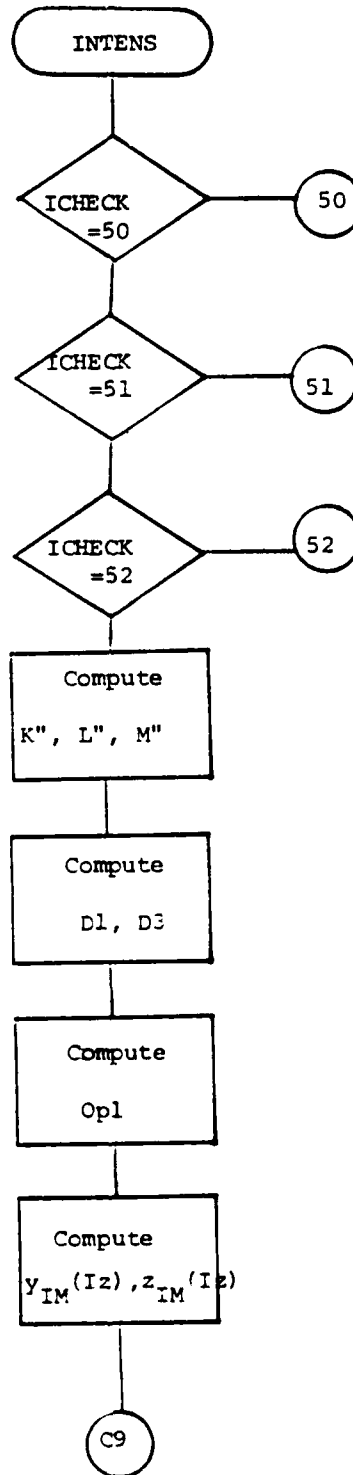 INTENS
ICHECK
=50
50
ICHECK
=51
51
ICHECK
=52
52
Compute
K", L", M"
Compute
D1, D3
Compute
Opl
Compute
y_IM(Iz),z_IM(Iz)
C9